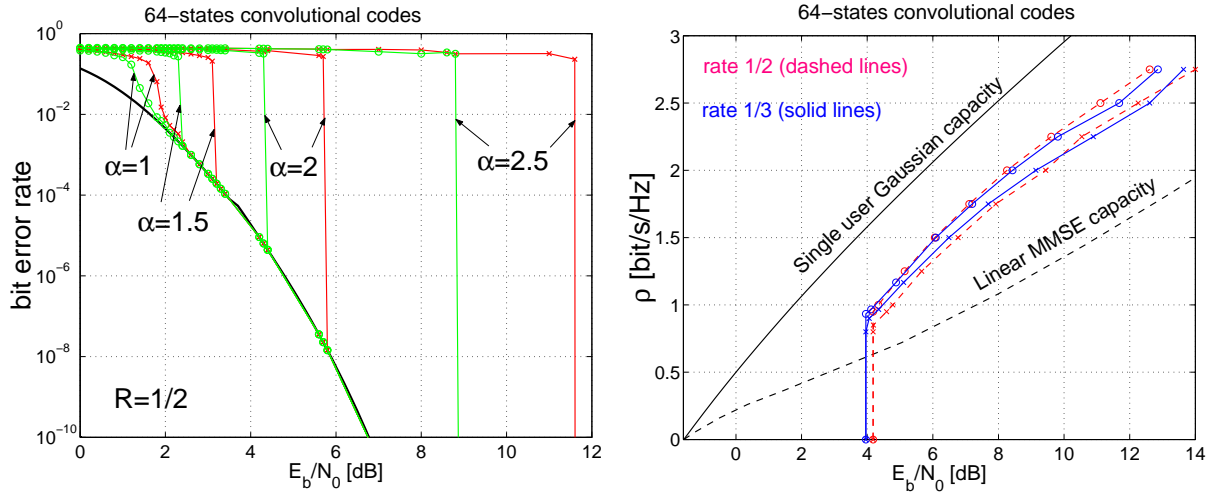 64−states convolutional codes
10^0
10^−2
10^−4
10^−6
10^−8
10^−10
bit error rate
α=1
α=1.5
α=2
α=2.5
R=1/2
0 2 4 6 8 10 12
E_b/N_0 [dB]
64−states convolutional codes
rate 1/2 (dashed lines)
rate 1/3 (solid lines)
Single user Gaussian capacity
Linear MMSE capacity
3
2.5
2
1.5
1
0.5
0
ρ [bit/s/Hz]
0 2 4 6 8 10 12 14
E_b/N_0 [dB]